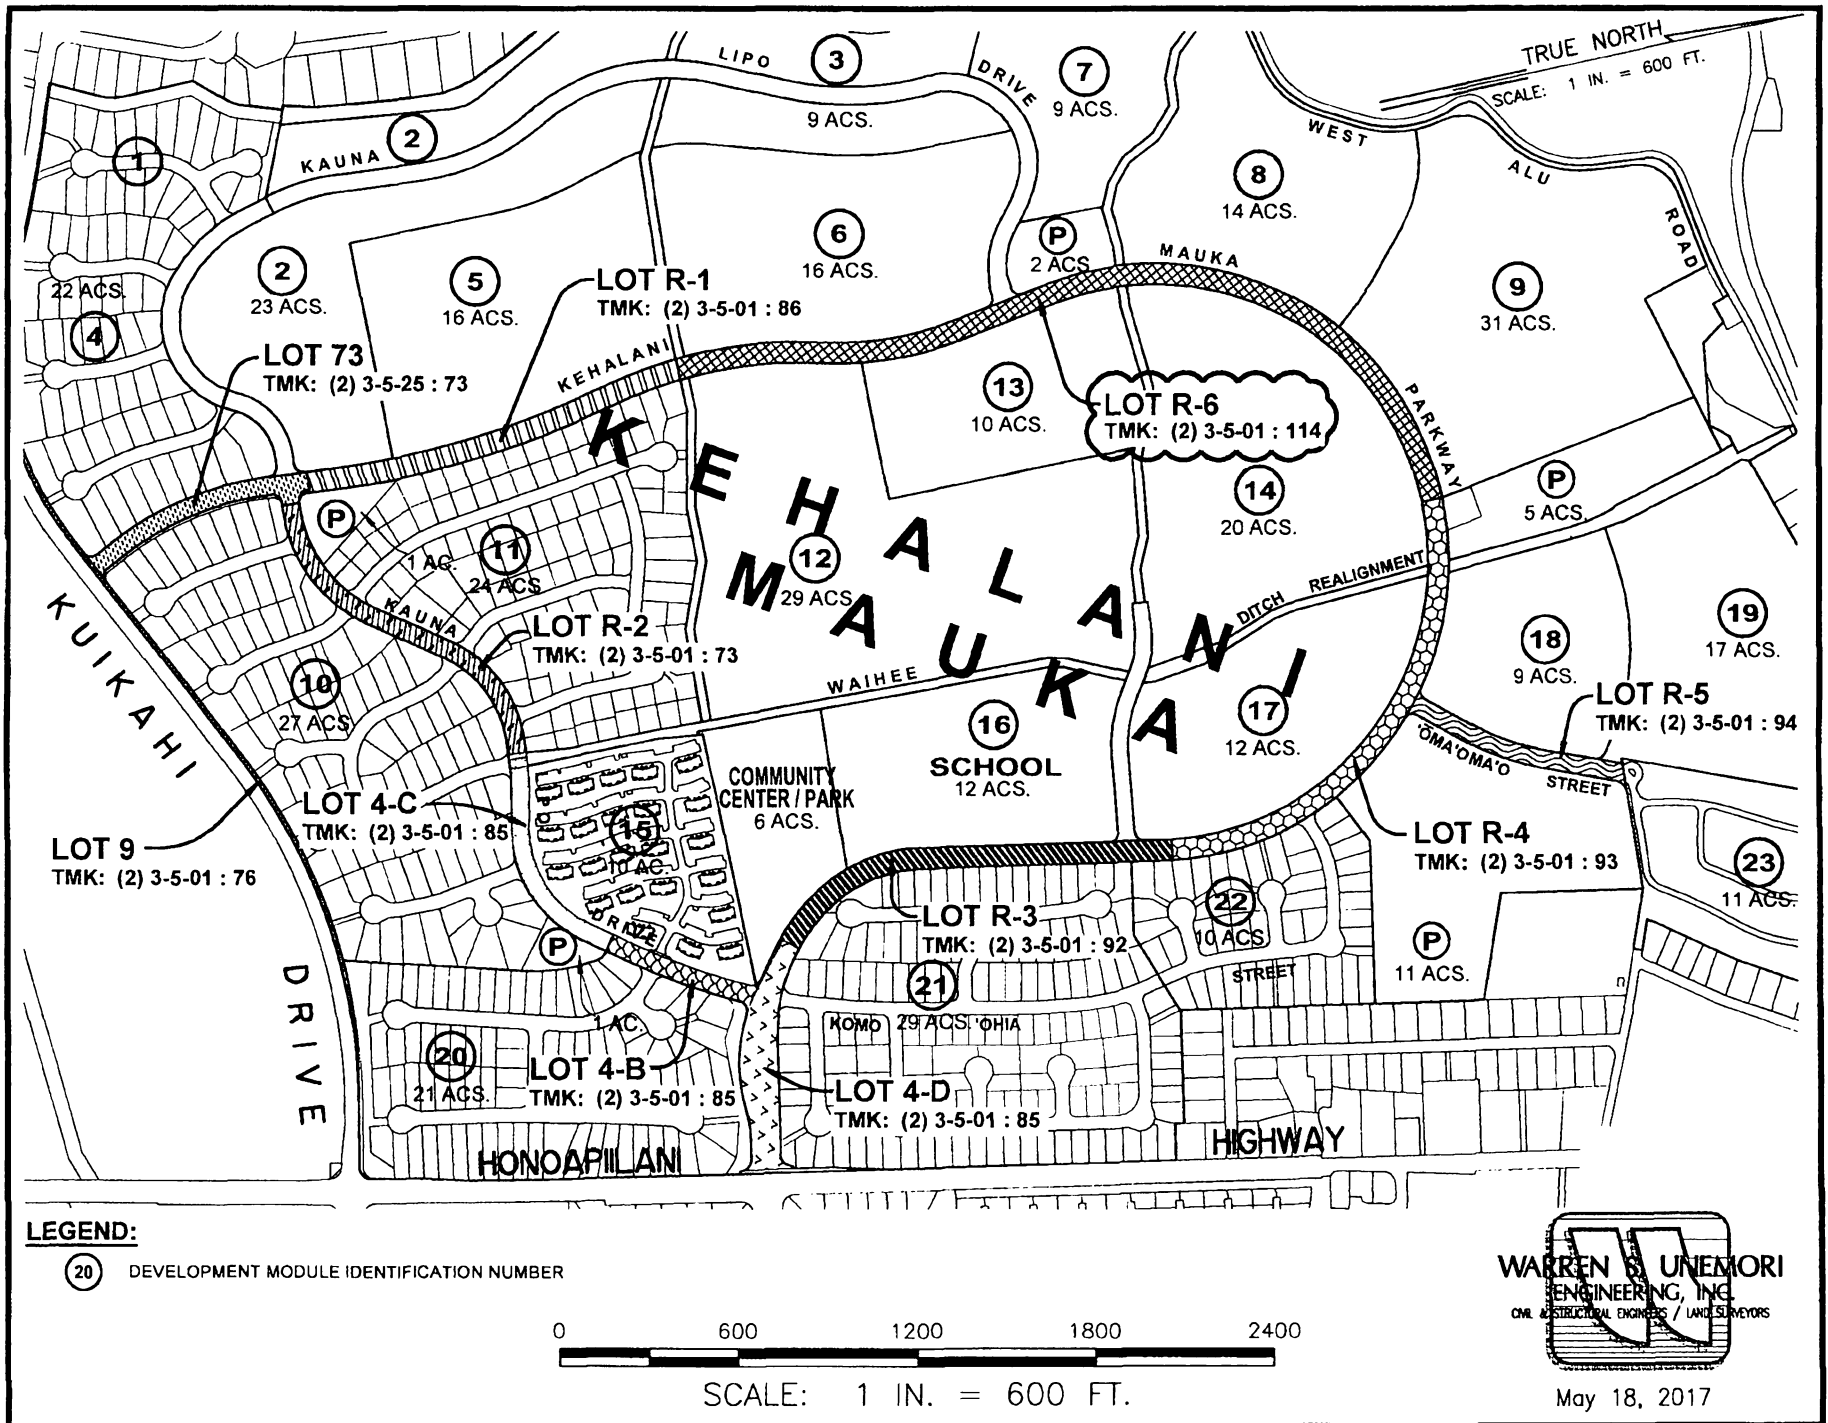 TRUE NORTH
SCALE: 1 IN. = 600 FT.
LIPO
3
9 ACS.
DRIVE
7
9 ACS.
WEST
ALU
ROAD
1
KAUNA
2
8
14 ACS.
6
16 ACS.
P
2 ACS
MAUKA
22 ACS.
2
23 ACS.
5
16 ACS.
LOT R-1
TMK: (2) 3-5-01 : 86
9
31 ACS.
4
LOT 73
TMK: (2) 3-5-25 : 73
KEHALANI
13
10 ACS.
LOT R-6
TMK: (2) 3-5-01 : 114
PARKWAY
KEHALANI
MAUKA
P
1 AC.
11
24 ACS
12
29 ACS
14
20 ACS.
P
5 ACS.
DITCH REALIGNMENT
KAUNA
LOT R-2
TMK: (2) 3-5-01 : 73
WAIHEE
18
9 ACS.
19
17 ACS.
KUIKAHI
10
27 ACS
16
SCHOOL
12 ACS.
17
12 ACS.
LOT R-5
TMK: (2) 3-5-01 : 94
'OMA'OMA'O
STREET
COMMUNITY
CENTER / PARK
6 ACS.
LOT 4-C
TMK: (2) 3-5-01 : 85
LIPO
15
10 AC.
LOT 9
TMK: (2) 3-5-01 : 76
LOT R-4
TMK: (2) 3-5-01 : 93
23
11 ACS.
DRIVE
P
1 AC.
LOT R-3
TMK: (2) 3-5-01 : 92
22
10 ACS
STREET
P
11 ACS.
DRIVE
21
29 ACS.
KOMO 'OHIA
20
21 ACS.
LOT 4-B
TMK: (2) 3-5-01 : 85
LOT 4-D
TMK: (2) 3-5-01 : 85
HONOAPIILANI
HIGHWAY
LEGEND:
20 DEVELOPMENT MODULE IDENTIFICATION NUMBER
WARREN S. UNEMORI
ENGINEERING, INC.
CIVIL & STRUCTURAL ENGINEERS / LAND SURVEYORS
0 600 1200 1800 2400
SCALE: 1 IN. = 600 FT.
May 18, 2017